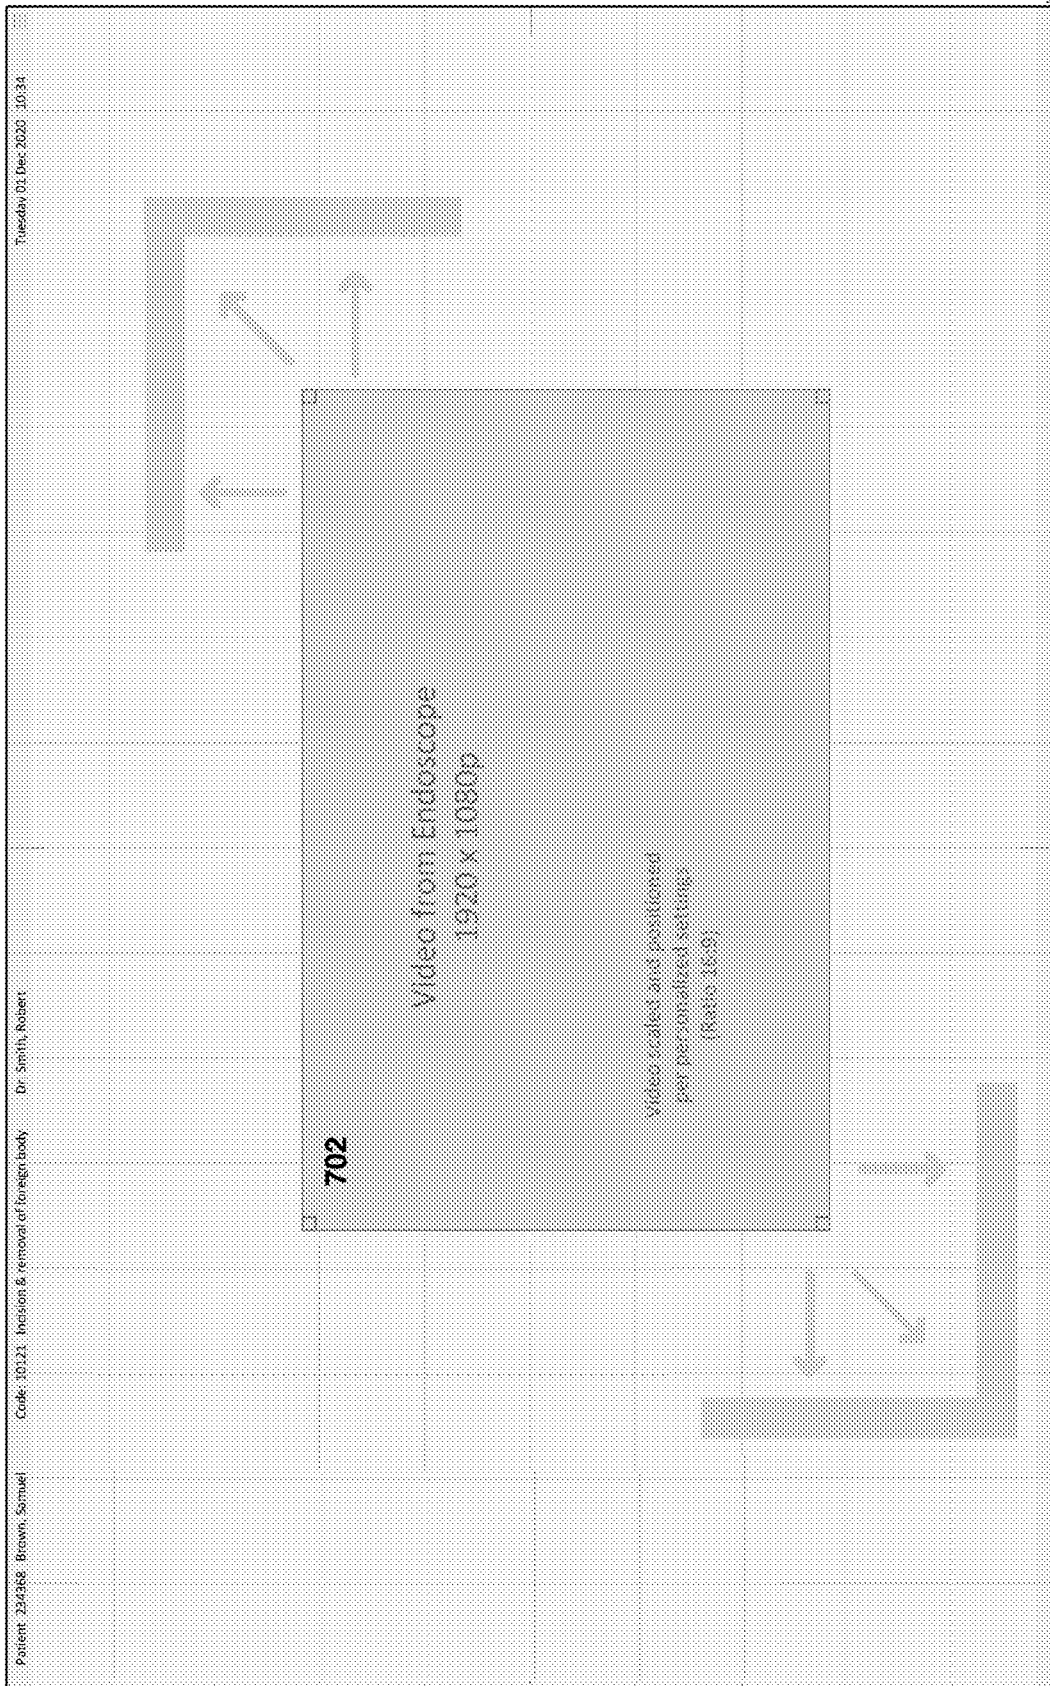 Patient 234368 Brown, Samuel Code: 10121 Incision & removal of foreign body Dr Smith, Robert Tuesday 01 Dec 2020 10:34
702
Video from Endoscope
1920 x 1080p
Video scaled and positioned
per personalized settings
(Ratio 16:9)